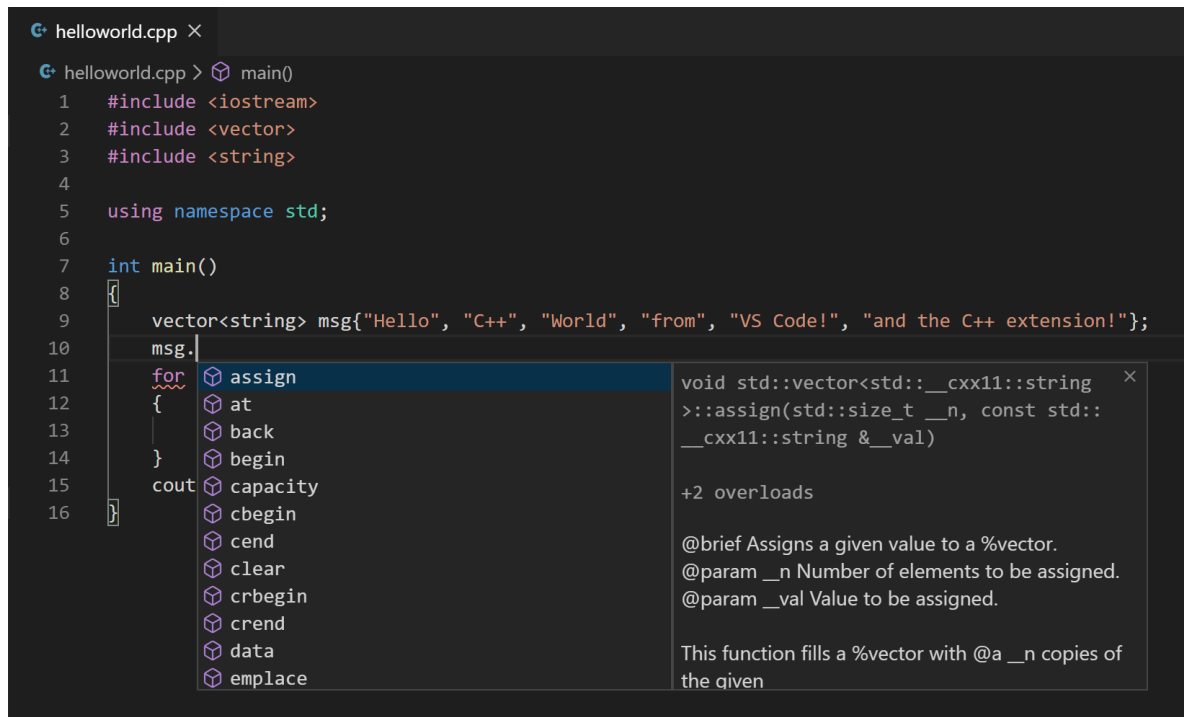 helloworld.cpp
helloworld.cpp > main()
1 #include <iostream>
2 #include <vector>
3 #include <string>
4
5 using namespace std;
6
7 int main()
8 {
9 vector<string> msg{"Hello", "C++", "World", "from", "VS Code!", "and the C++ extension!"};
10 msg.
11 for
12 {
13
14 }
15 cout
16 }
assign
at
back
begin
capacity
cbegin
cend
clear
crbegin
crend
data
emplace
void std::vector<std::__cxx11::string
>::assign(std::size_t __n, const std::
__cxx11::string &__val)
+2 overloads
@brief Assigns a given value to a %vector.
@param __n Number of elements to be assigned.
@param __val Value to be assigned.
This function fills a %vector with @a __n copies of
the given